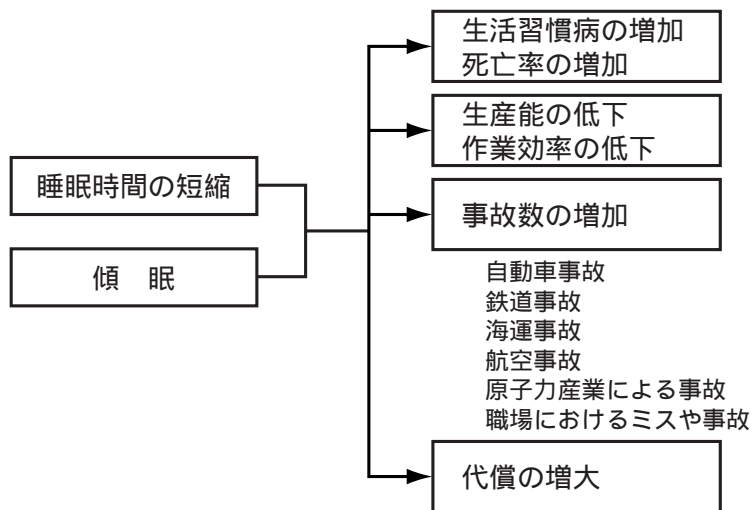 睡眠時間の短縮
傾　眠
生活習慣病の増加
死亡率の増加
生産能の低下
作業効率の低下
事故数の増加
自動車事故
鉄道事故
海運事故
航空事故
原子力産業による事故
職場におけるミスや事故
代償の増大